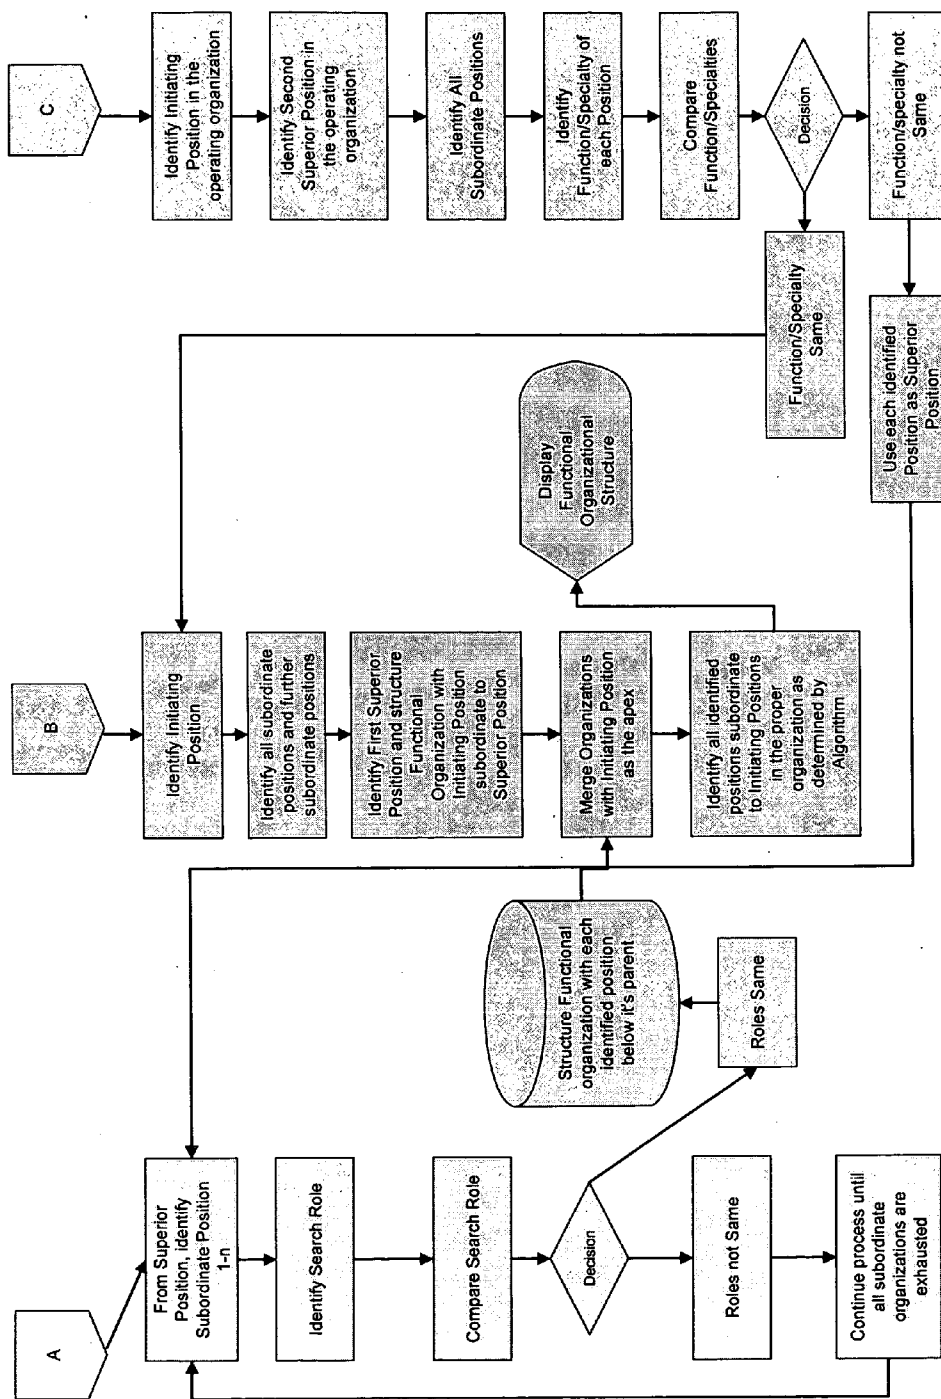 A
From Superior
Position, identify
Subordinate Position
1-n
Identify Search Role
Compare Search Role
Decision
Roles not Same
Continue process until
all subordinate
organizations are
exhausted
Roles Same
Structure Functional
organization with each
identified position
below it's parent
B
Identify Initiating
Position
Identify all subordinate
positions and further
subordinate positions
Identify First Superior
Position and structure
Functional
Organization with
Initiating Position
subordinate to
Superior Position
Merge Organizations
with Initiating Position
as the apex
Identify all identified
positions subordinate
to Initiating Positions
in the proper
organization as
determined by
Algorithm
Display
Functional
Organizational
Structure
C
Identify Initiating
Position in the
operating organization
Identify Second
Superior Position in
the operating
organization
Identify All
Subordinate Positions
Identify
Function/Specialty of
each Position
Compare
Function/Specialties
Decision
Function/Specialty
Same
Function/specialty not
Same
Use each identified
Position as Superior
Position